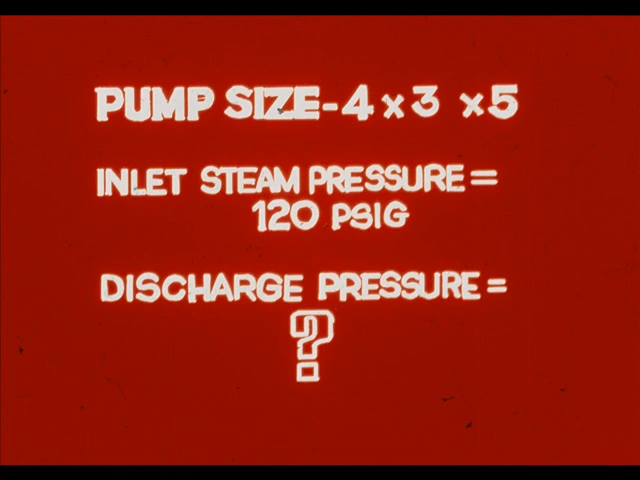 PUMP SIZE-4 x 3 x 5
INLET STEAM PRESSURE =
120 PSIG
DISCHARGE PRESSURE =
?